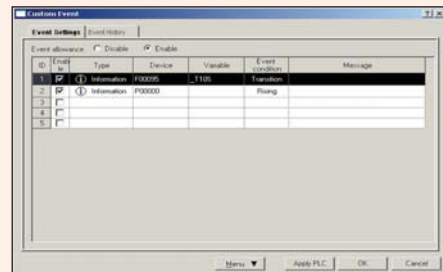 Custom Event
Event Settings Event History
Event allowance Disable Enable
ID Enable Type Device Variable Event condition Message
1 Information F00095 _T105 Transition
2 Information P00000 Rising
3
4
5
Menu ▼ Apply PLC OK Cancel